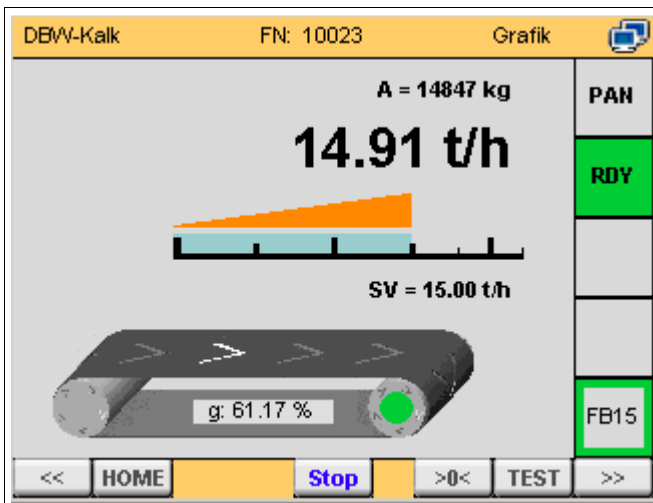 DBW-Kalk FN: 10023 Grafik
A = 14847 kg
PAN
14.91 t/h
RDY
SV = 15.00 t/h
g: 61.17 %
FB15
<< HOME Stop >0< TEST >>